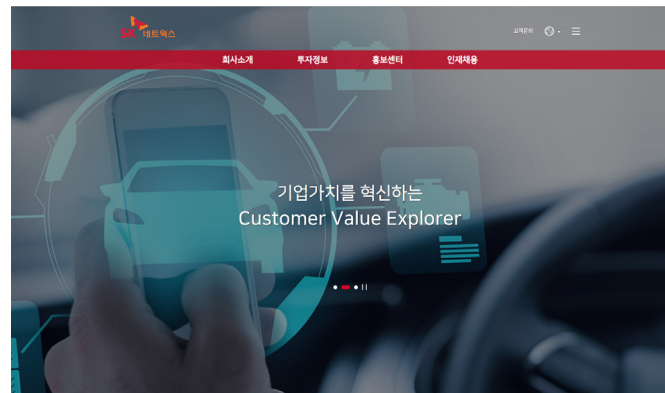 SK 네트웍스
고객문의
회사소개 투자정보 홍보센터 인재채용
기업가치를 혁신하는
Customer Value Explorer